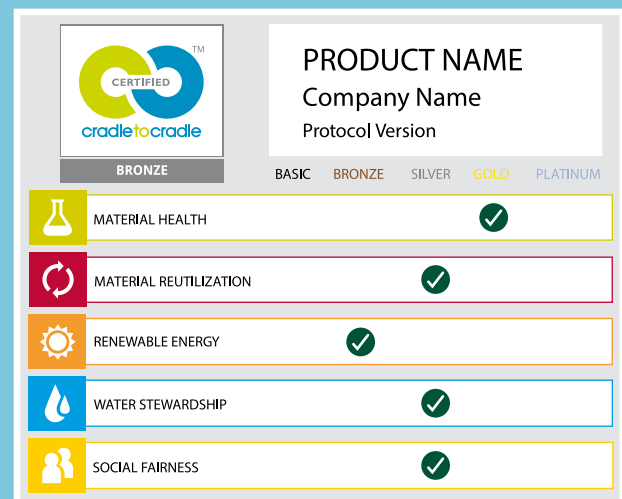 TM
CERTIFIED
cradletocradle
BRONZE
PRODUCT NAME
Company Name
Protocol Version
BASIC BRONZE SILVER GOLD PLATINUM
MATERIAL HEALTH
MATERIAL REUTILIZATION
RENEWABLE ENERGY
WATER STEWARDSHIP
SOCIAL FAIRNESS